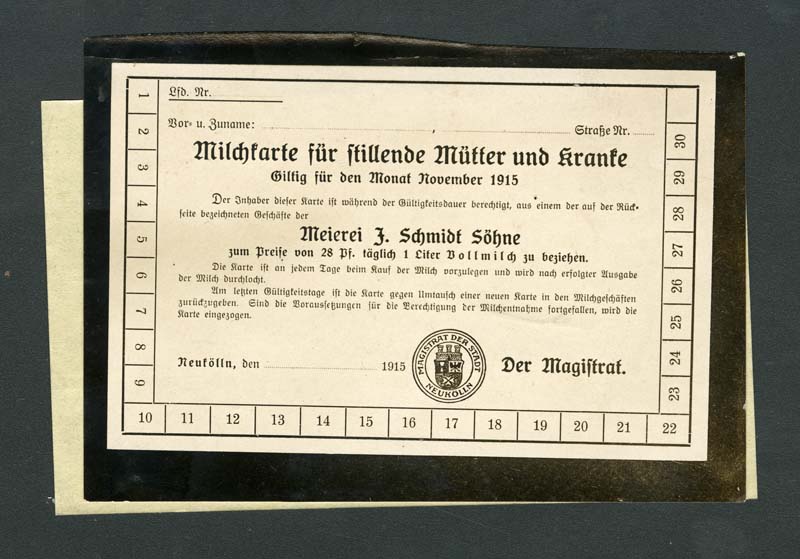 Lfd. Nr.
Vor- u. Zuname: Straße Nr.
Milchkarte für stillende Mütter und Kranke
Giltig für den Monat November 1915
Der Inhaber dieser Karte ist während der Gültigkeitsdauer berechtigt, aus einem der auf der Rück-
seite bezeichneten Geschäfte der
Meierei J. Schmidt Söhne
zum Preise von 28 Pf. täglich 1 Liter Vollmilch zu beziehen.
Die Karte ist an jedem Tage beim Kauf der Milch vorzulegen und wird nach erfolgter Ausgabe
der Milch durchlocht.
Am letzten Gültigkeitstage ist die Karte gegen Umtausch einer neuen Karte in den Milchgeschäften
zurückzugeben. Sind die Voraussetzungen für die Berechtigung der Milchentnahme fortgefallen, wird die
Karte eingezogen.
Neukölln, den 1915
MAGISTRAT DER STADT
NEUKÖLLN
Der Magistrat.
1
2
3
4
5
6
7
8
9
10 11 12 13 14 15 16 17 18 19 20 21 22
23
24
25
26
27
28
29
30